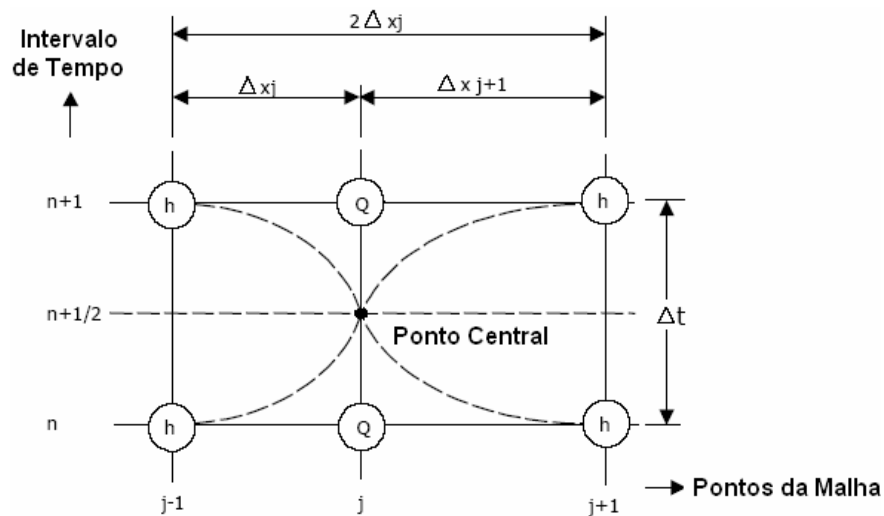 2 Δ xj
Intervalo
de Tempo
Δ xj
Δ x j+1
n+1
h
Q
h
n+1/2
Ponto Central
Δt
n
h
Q
h
j-1
j
j+1
Pontos da Malha